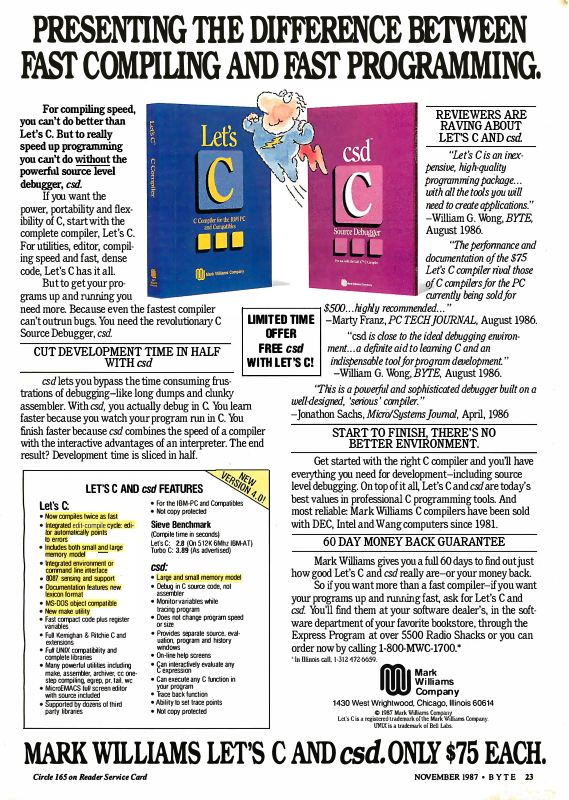 PRESENTING THE DIFFERENCE BETWEEN
FAST COMPILING AND FAST PROGRAMMING.
For compiling speed,
you can't do better than
Let's C. But to really
speed up programming
you can't do without the
powerful source level
debugger, csd.
If you want the
power, portability and flex-
ibility of C, start with the
complete compiler, Let's C.
For utilities, editor, compil-
ing speed and fast, dense
code, Let's C has it all.
But to get your pro-
grams up and running you
need more. Because even the fastest compiler
can't outrun bugs. You need the revolutionary C
Source Debugger, csd.
CUT DEVELOPMENT TIME IN HALF
WITH csd
csd lets you bypass the time consuming frus-
trations of debugging–like long dumps and clunky
assembler. With csd, you actually debug in C. You learn
faster because you watch your program run in C. You
finish faster because csd combines the speed of a compiler
with the interactive advantages of an interpreter. The end
result? Development time is sliced in half.
Let's C
C Compiler
Let's
C
C Compiler for the IBM PC
and Compatibles
Mark Williams Company
csd
C
Source Debugger
For use with the Let's C Compiler
Mark Williams Company
LIMITED TIME
OFFER
FREE csd
WITH LET'S C!
REVIEWERS ARE
RAVING ABOUT
LET'S C AND csd.
"Let's C is an inex-
pensive, high-quality
programming package...
with all the tools you will
need to create applications."
–William G. Wong, BYTE,
August 1986.
"The performance and
documentation of the $75
Let's C compiler rival those
of C compilers for the PC
currently being sold for
$500...highly recommended..."
–Marty Franz, PC TECH JOURNAL, August 1986.
"csd is close to the ideal debugging environ-
ment...a definite aid to learning C and an
indispensable tool for program development."
–William G. Wong, BYTE, August 1986.
"This is a powerful and sophisticated debugger built on a
well-designed, 'serious' compiler."
–Jonathon Sachs, Micro/Systems Journal, April, 1986
START TO FINISH, THERE'S NO
BETTER ENVIRONMENT.
Get started with the right C compiler and you'll have
everything you need for development–including source
level debugging. On top of it all, Let's C and csd are today's
best values in professional C programming tools. And
most reliable: Mark Williams C compilers have been sold
with DEC, Intel and Wang computers since 1981.
60 DAY MONEY BACK GUARANTEE
Mark Williams gives you a full 60 days to find out just
how good Let's C and csd really are–or your money back.
So if you want more than a fast compiler–if you want
your programs up and running fast, ask for Let's C and
csd. You'll find them at your software dealer's, in the soft-
ware department of your favorite bookstore, through the
Express Program at over 5500 Radio Shacks or you can
order now by calling 1-800-MWC-1700.*
*In Illinois call. 1-312-472-6659.
Mark
Williams
Company
1430 West Wrightwood, Chicago, Illinois 60614
© 1987 Mark Williams Company
Let's C is a registered trademark of the Mark Williams Company.
UNIX is a trademark of Bell Labs.
LET'S C AND csd FEATURES
NEW
VERSION 4.0!
Let's C:
• Now compiles twice as fast
• Integrated edit-compile cycle: edi-
tor automatically points
to errors
• Includes both small and large
memory model
• Integrated environment or
command line interface
• 8087 sensing and support
• Documentation features new
lexicon format
• MS-DOS object compatible
• New make utility
• Fast compact code plus register
variables
• Full Kernighan & Ritchie C and
extensions
• Full UNIX compatibility and
complete libraries
• Many powerful utilities including
make, assembler, archiver, cc one-
step compiling, egrep, pr, tail, wc
• MicroEMACS full screen editor
with source included
• Supported by dozens of third
party libraries
• For the IBM-PC and Compatibles
• Not copy protected
Sieve Benchmark
(Compile time in seconds)
Let's C: 2.8 (On 512K 6Mhz IBM-AT)
Turbo C: 3.89 (As advertised)
csd:
• Large and small memory model
• Debug in C source code, not
assembler
• Monitor variables while
tracing program
• Does not change program speed
or size
• Provides separate source, eval-
uation, program and history
windows
• On-line help screens
• Can interactively evaluate any
C expression
• Can execute any C function in
your program
• Trace back function
• Ability to set trace points
• Not copy protected
MARK WILLIAMS LET'S C AND csd. ONLY $75 EACH.
Circle 165 on Reader Service Card
NOVEMBER 1987 • BYTE 23